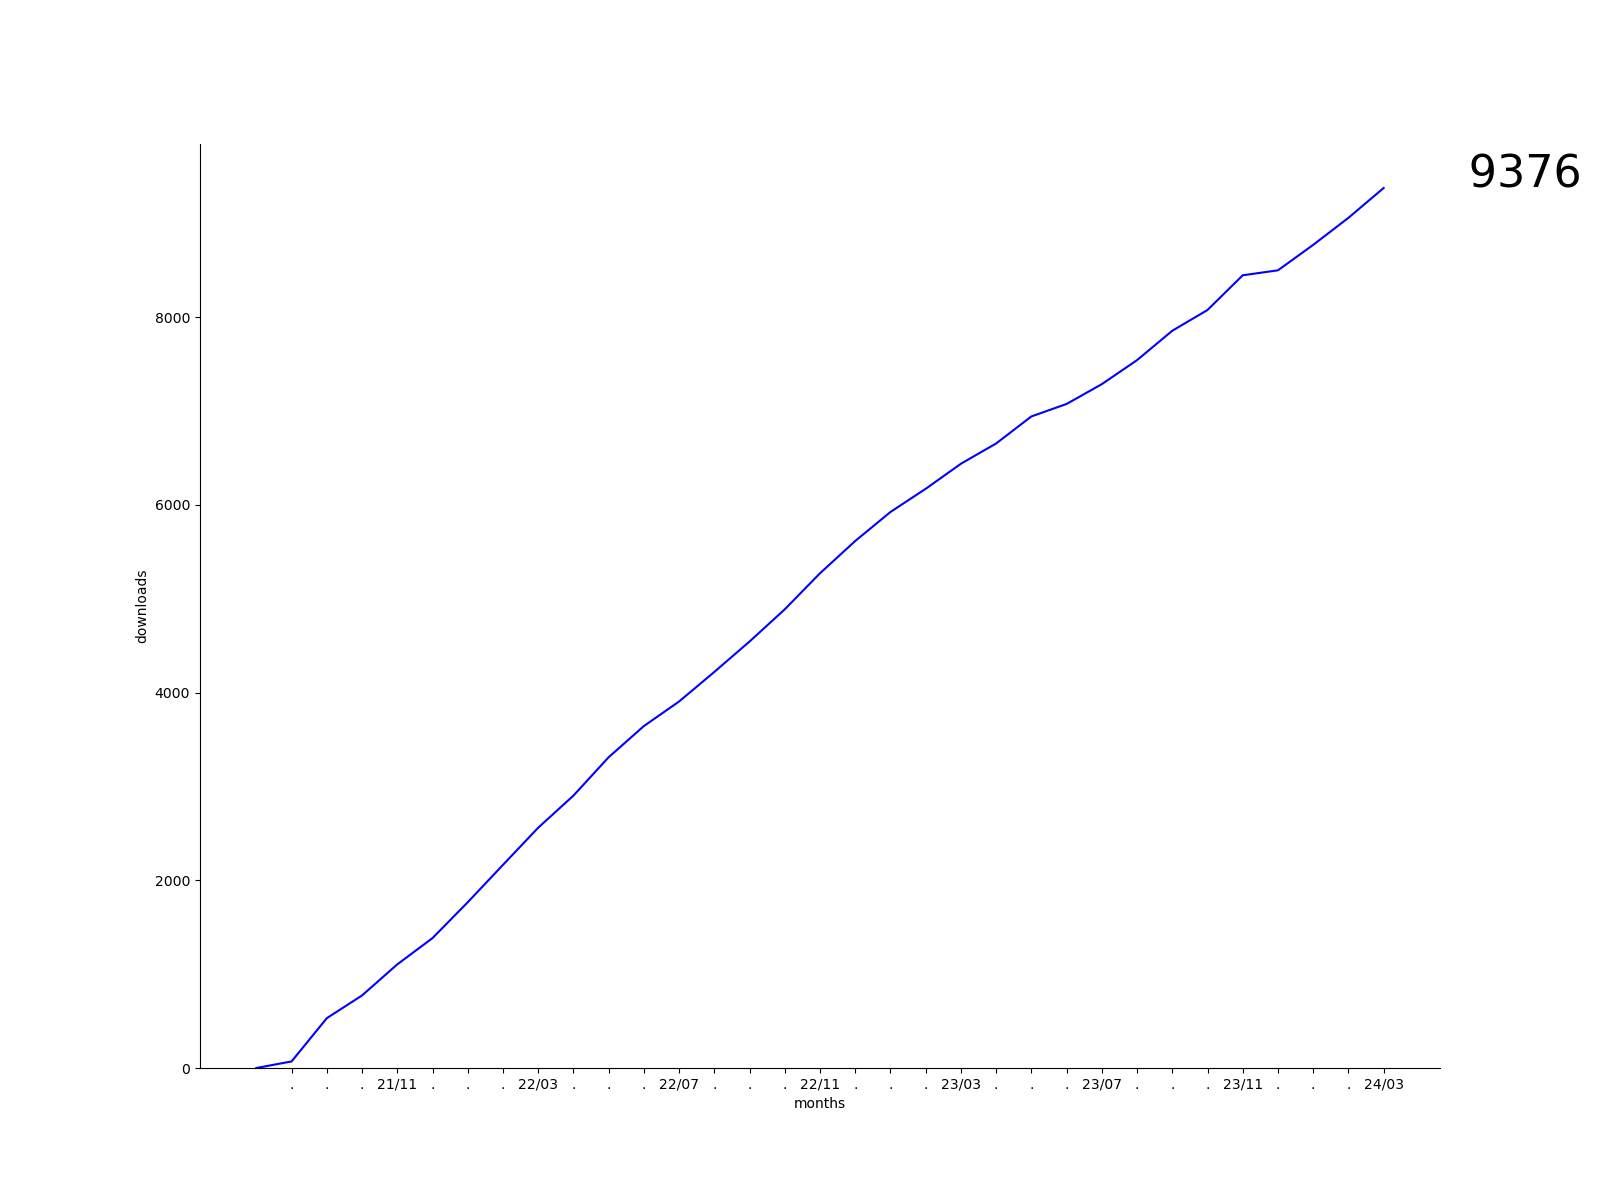 9376
8000
6000
downloads
4000
2000
0
. . . 21/11 . . . 22/03 . . . 22/07 . . . 22/11 . . . 23/03 . . . 23/07 . . . 23/11 . . . 24/03
months